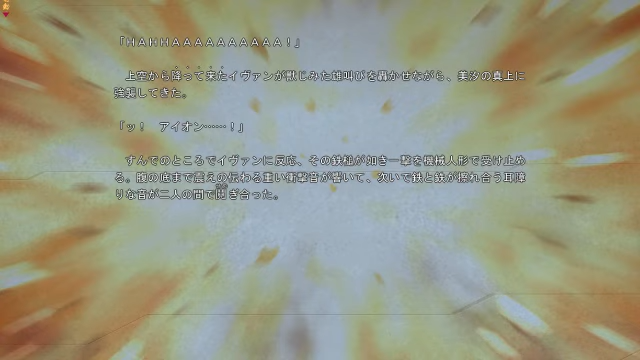 「ＨＡＨＨＡＡＡＡＡＡＡＡＡＡ！」
上空から降って来たイヴァンが獣じみた雄叫びを轟かせながら、美汐の真上に
強襲してきた。
「ッ！　アイオン……！」
すんでのところでイヴァンに反応、その鉄槌が如き一撃を機械人形で受け止め
る。腹の底まで震えの伝わる重い衝撃音が響いて、次いで鉄と鉄が擦れ合う耳障
りな音が二人の間で鬩ぎ合った。